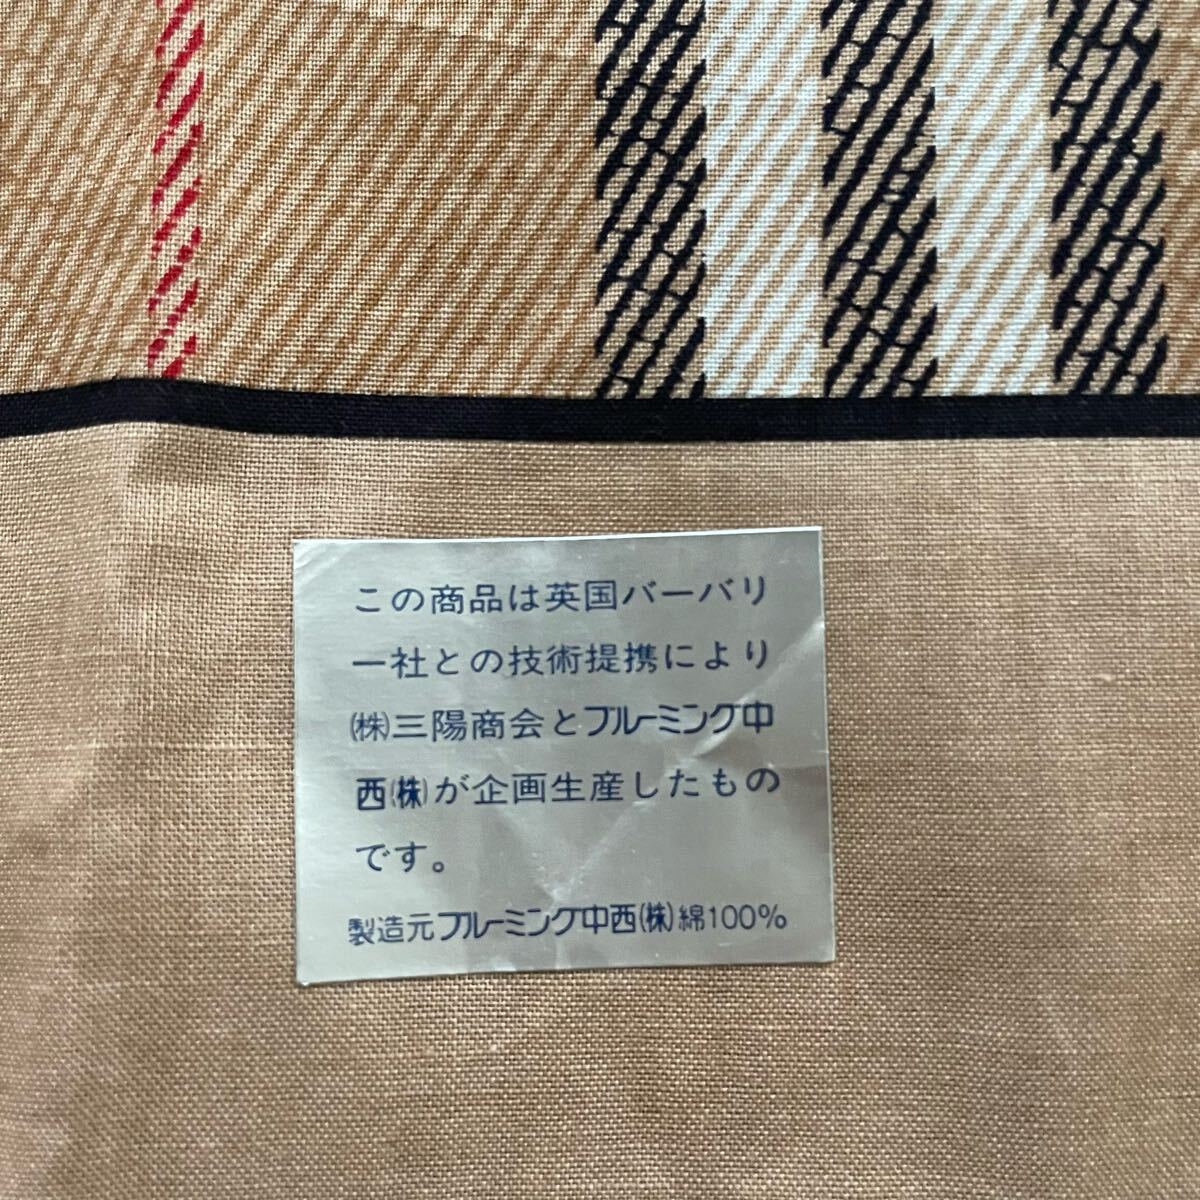 この商品は英国バーバリ
ー社との技術提携により
㈱三陽商会とブルーミング中
西㈱が企画生産したもの
です。
製造元ブルーミング中西㈱綿100%